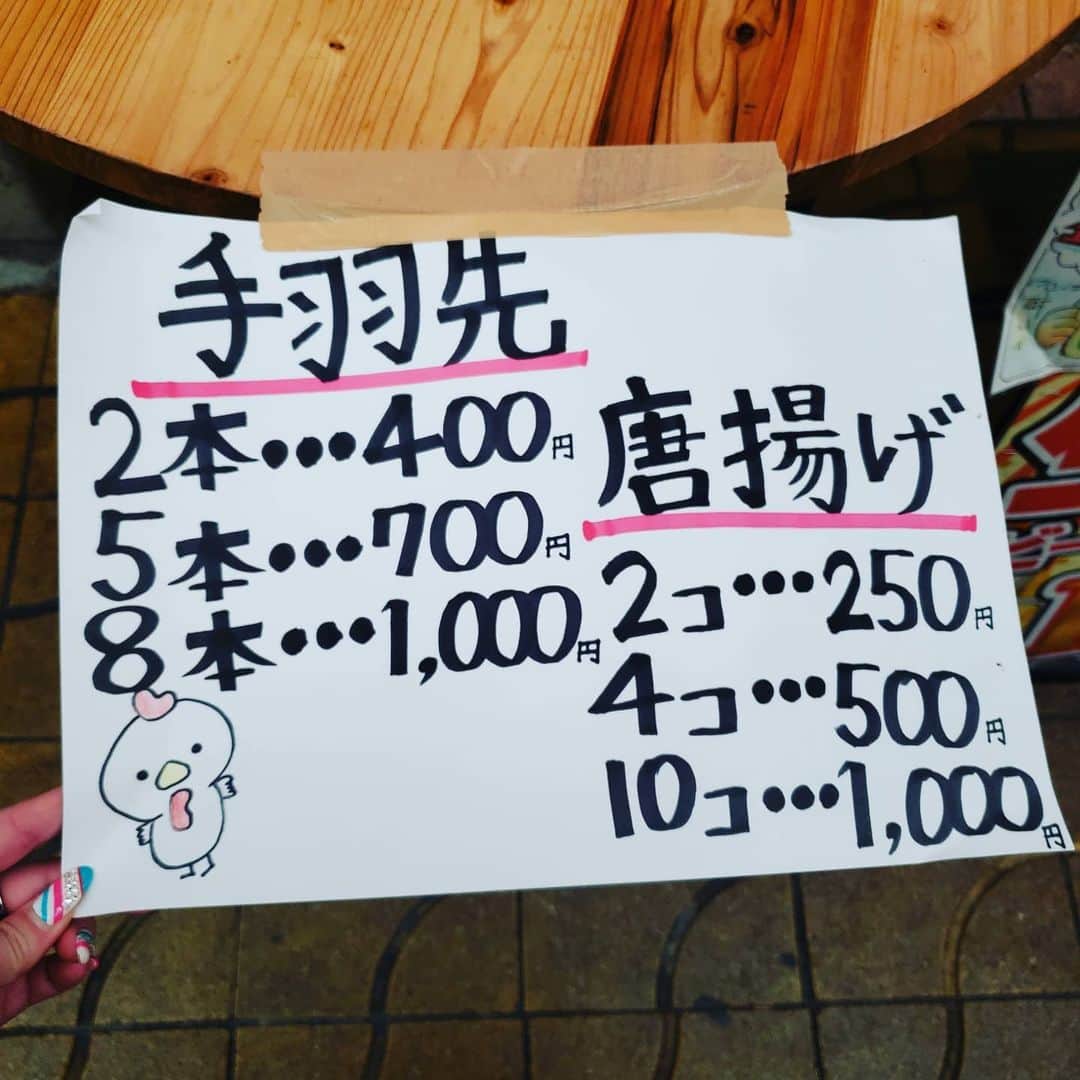 手羽先
2本・・・400円
5本・・・700円
8本・・・1,000円
唐揚げ
2コ・・・250円
4コ・・・500円
10コ・・・1,000円